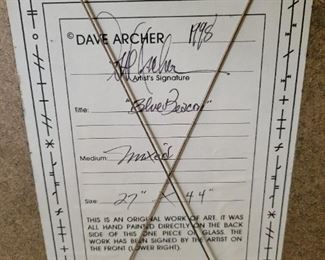 © DAVE ARCHER 1998
Dave Archer
Artist's Signature
Title: "Blue Beacon"
Medium: mixed
Size: 27" x 44"
THIS IS AN ORIGINAL WORK OF ART. IT WAS
ALL HAND PAINTED DIRECTLY ON THE BACK
SIDE OF THIS ONE PIECE OF GLASS. THE
WORK HAS BEEN SIGNED BY THE ARTIST ON
THE FRONT (LOWER RIGHT).